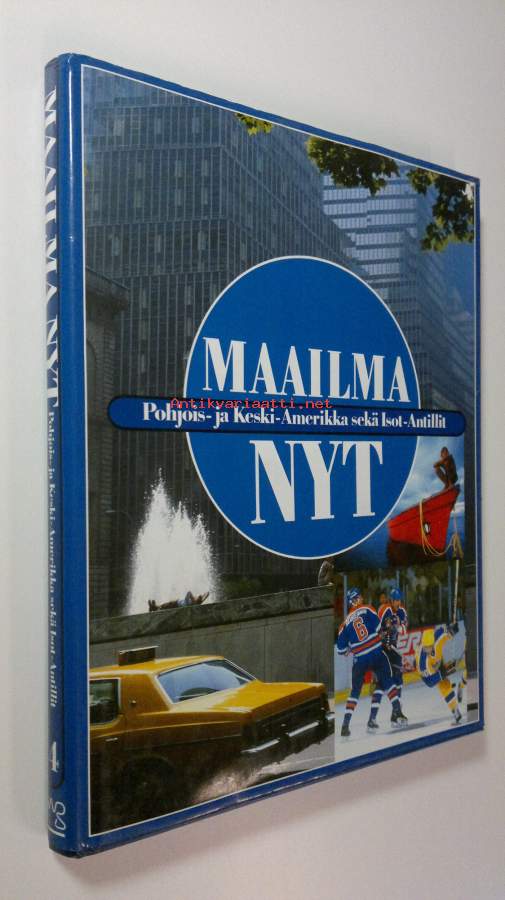 MAAILMA
Pohjois- ja Keski-Amerikka sekä Isot-Antillit
NYT
Antikvariaatti.net
MAAILMA NYT
Pohjois- ja Keski-Amerikka sekä Isot-Antillit
4
6